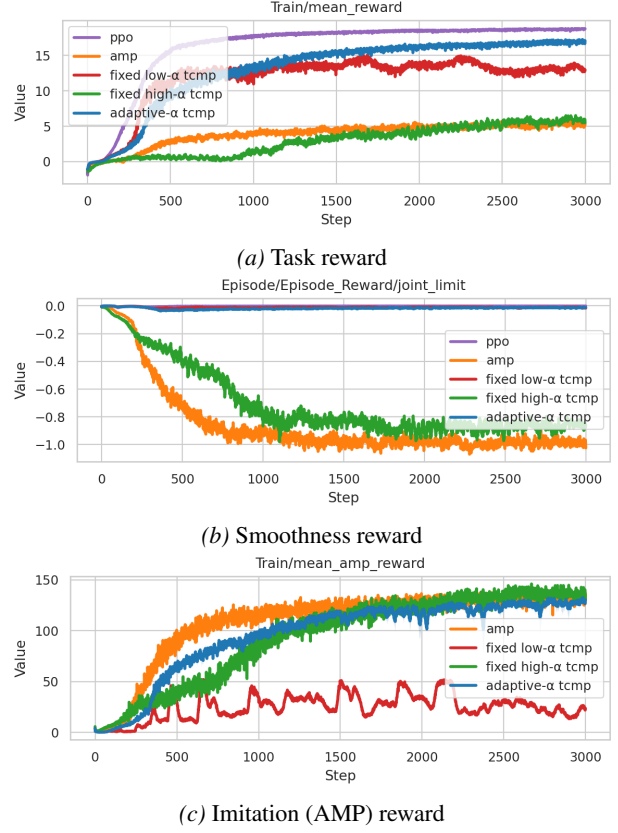 Train/mean_reward
Value
15
10
5
0
ppo
amp
fixed low-α tcmp
fixed high-α tcmp
adaptive-α tcmp
0 500 1000 1500 2000 2500 3000
Step
(a) Task reward
Episode/Episode_Reward/joint_limit
Value
0.0
−0.2
−0.4
−0.6
−0.8
−1.0
ppo
amp
fixed low-α tcmp
fixed high-α tcmp
adaptive-α tcmp
0 500 1000 1500 2000 2500 3000
Step
(b) Smoothness reward
Train/mean_amp_reward
Value
150
100
50
0
amp
fixed low-α tcmp
fixed high-α tcmp
adaptive-α tcmp
0 500 1000 1500 2000 2500 3000
Step
(c) Imitation (AMP) reward